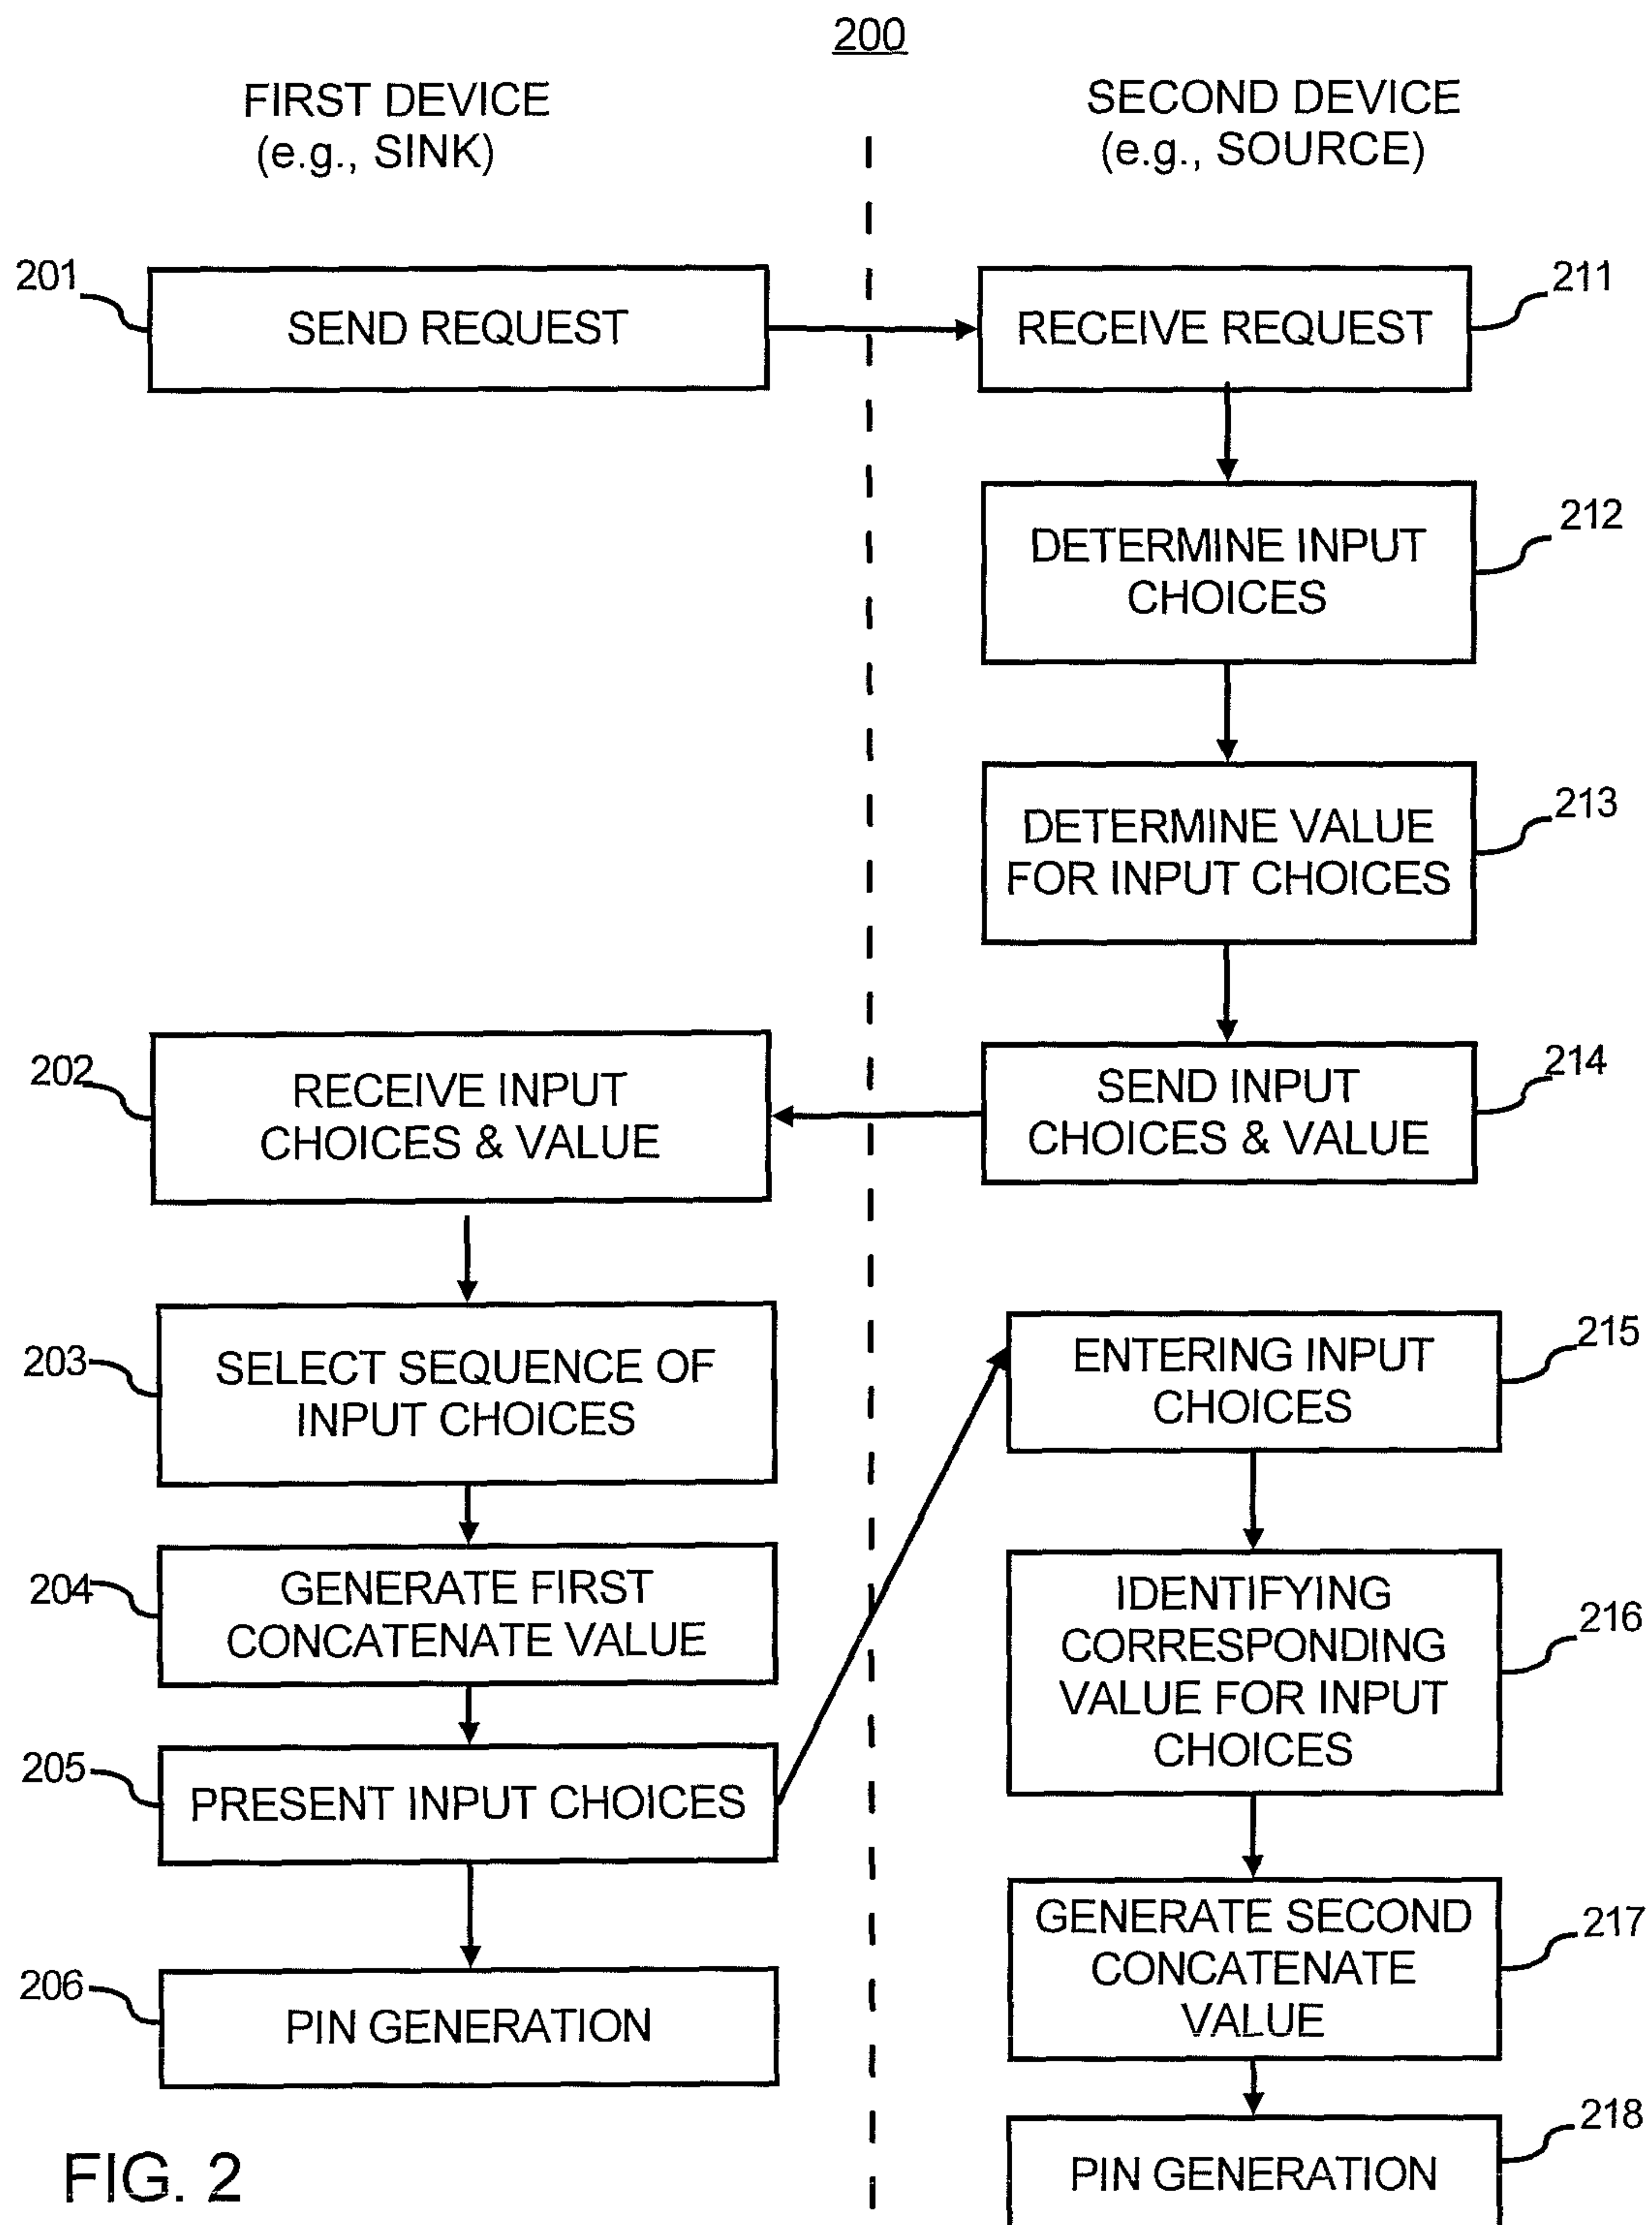 200
FIRST DEVICE
(e.g., SINK)
SECOND DEVICE
(e.g., SOURCE)
201
SEND REQUEST
RECEIVE REQUEST
211
DETERMINE INPUT
CHOICES
212
DETERMINE VALUE
FOR INPUT CHOICES
213
202
RECEIVE INPUT
CHOICES & VALUE
SEND INPUT
CHOICES & VALUE
214
203
SELECT SEQUENCE OF
INPUT CHOICES
ENTERING INPUT
CHOICES
215
204
GENERATE FIRST
CONCATENATE VALUE
IDENTIFYING
CORRESPONDING
VALUE FOR INPUT
CHOICES
216
205
PRESENT INPUT CHOICES
GENERATE SECOND
CONCATENATE
VALUE
217
206
PIN GENERATION
PIN GENERATION
218
FIG. 2